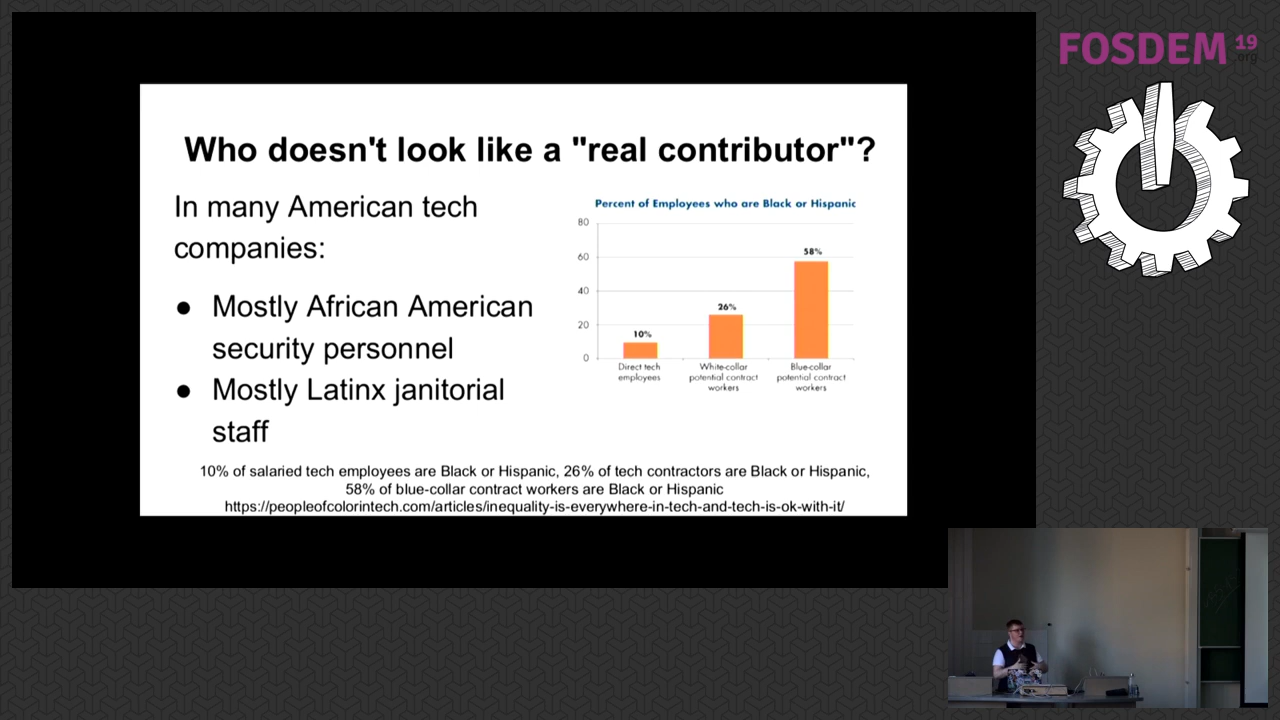 FOSDEM 19
.org
Who doesn't look like a "real contributor"?
In many American tech
companies:
● Mostly African American
security personnel
● Mostly Latinx janitorial
staff
Percent of Employees who are Black or Hispanic
80
60
40
20
0
10%
26%
58%
Direct tech
employees
White-collar
potential contract
workers
Blue-collar
potential contract
workers
10% of salaried tech employees are Black or Hispanic, 26% of tech contractors are Black or Hispanic,
58% of blue-collar contract workers are Black or Hispanic
https://peopleofcolorintech.com/articles/inequality-is-everywhere-in-tech-and-tech-is-ok-with-it/